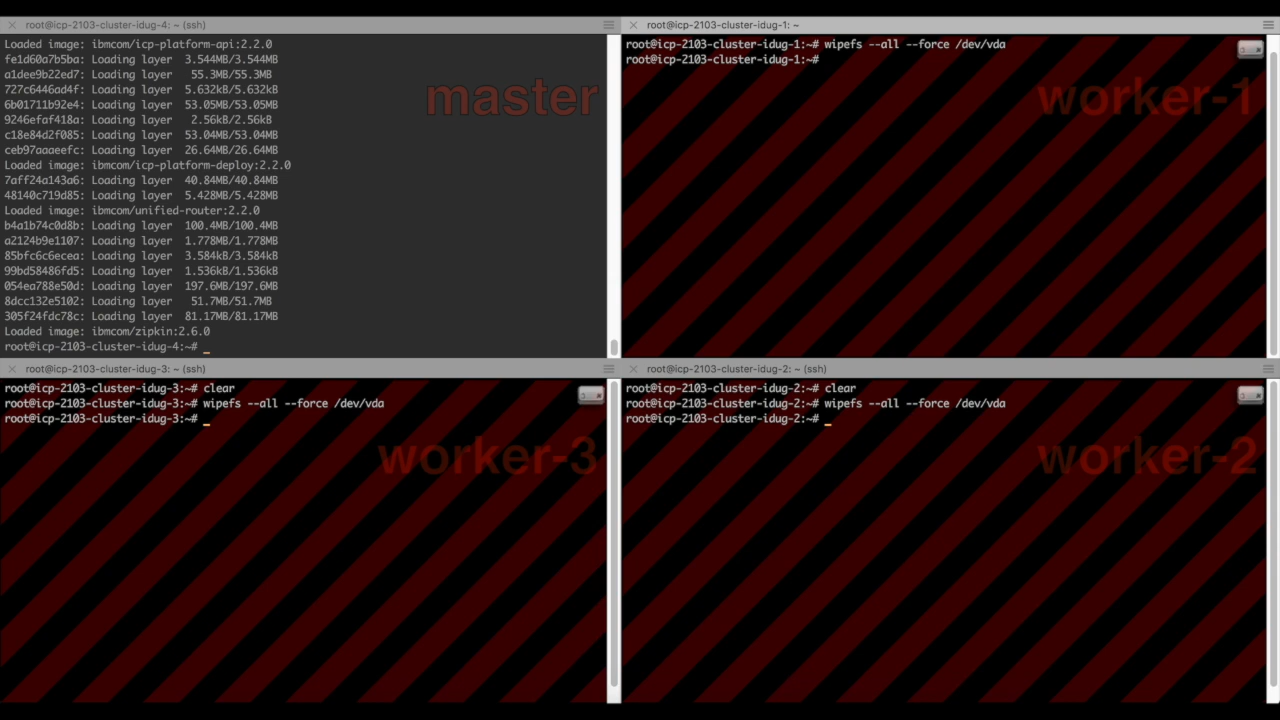 root@icp-2103-cluster-idug-4: ~ (ssh)
Loaded image: ibmcom/icp-platform-api:2.2.0
fe1d60a7b5ba: Loading layer 3.544MB/3.544MB
a1dee9b22ed7: Loading layer 55.3MB/55.3MB
727c6446ad4f: Loading layer 5.632kB/5.632kB
6b01711b92e4: Loading layer 53.05MB/53.05MB
9246efaf418a: Loading layer 2.56kB/2.56kB
c18e84d2f085: Loading layer 53.04MB/53.04MB
ceb97aaaeefc: Loading layer 26.64MB/26.64MB
Loaded image: ibmcom/icp-platform-deploy:2.2.0
7aff24a143a6: Loading layer 40.84MB/40.84MB
48140c719d85: Loading layer 5.428MB/5.428MB
Loaded image: ibmcom/unified-router:2.2.0
b4a1b74c0d8b: Loading layer 100.4MB/100.4MB
a2124b9e1107: Loading layer 1.778MB/1.778MB
85bfc6c6ecea: Loading layer 3.584kB/3.584kB
99bd58486fd5: Loading layer 1.536kB/1.536kB
054ea788e50d: Loading layer 197.6MB/197.6MB
8dcc132e5102: Loading layer 51.7MB/51.7MB
305f24fdc78c: Loading layer 81.17MB/81.17MB
Loaded image: ibmcom/zipkin:2.6.0
root@icp-2103-cluster-idug-4:~# _
master
root@icp-2103-cluster-idug-1: ~
root@icp-2103-cluster-idug-1:~# wipefs --all --force /dev/vda
root@icp-2103-cluster-idug-1:~#
worker-1
root@icp-2103-cluster-idug-3: ~ (ssh)
root@icp-2103-cluster-idug-3:~# clear
root@icp-2103-cluster-idug-3:~# wipefs --all --force /dev/vda
root@icp-2103-cluster-idug-3:~# _
worker-3
root@icp-2103-cluster-idug-2: ~ (ssh)
root@icp-2103-cluster-idug-2:~# clear
root@icp-2103-cluster-idug-2:~# wipefs --all --force /dev/vda
root@icp-2103-cluster-idug-2:~# _
worker-2